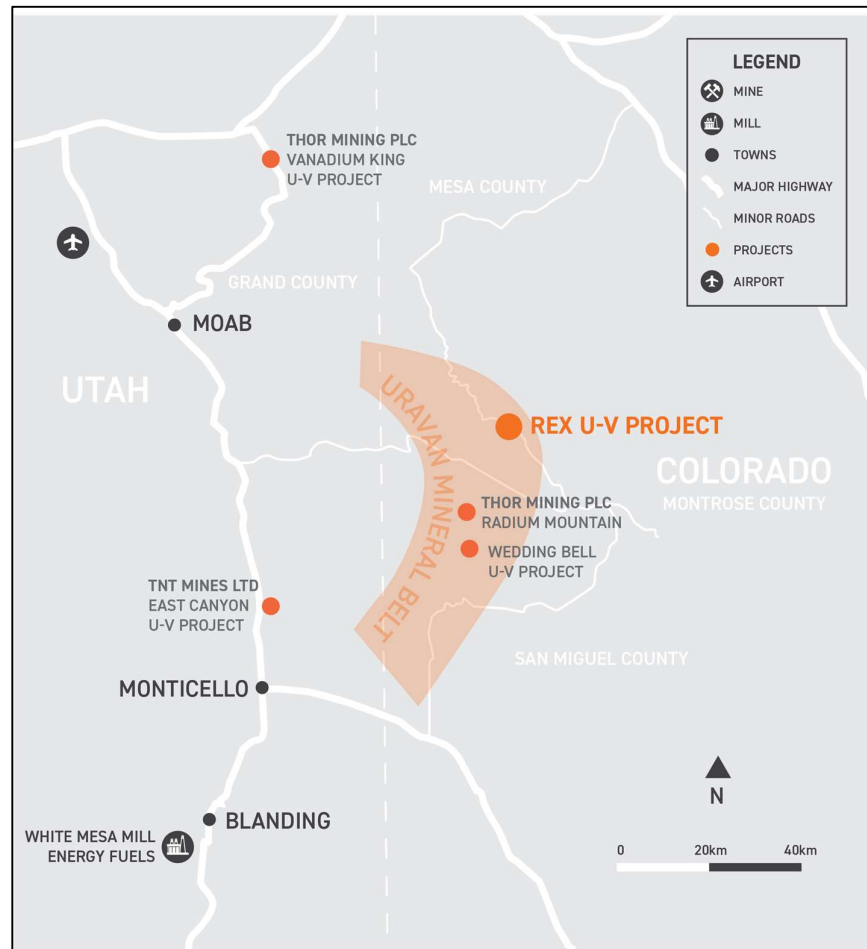 LEGEND
MINE
MILL
TOWNS
MAJOR HIGHWAY
MINOR ROADS
PROJECTS
AIRPORT
THOR MINING PLC
VANADIUM KING
U-V PROJECT
MESA COUNTY
GRAND COUNTY
MOAB
UTAH
URAVAN MINERAL BELT
REX U-V PROJECT
COLORADO
MONTROSE COUNTY
THOR MINING PLC
RADIUM MOUNTAIN
WEDDING BELL
U-V PROJECT
TNT MINES LTD
EAST CANYON
U-V PROJECT
SAN MIGUEL COUNTY
MONTICELLO
BLANDING
WHITE MESA MILL
ENERGY FUELS
N
0 20km 40km